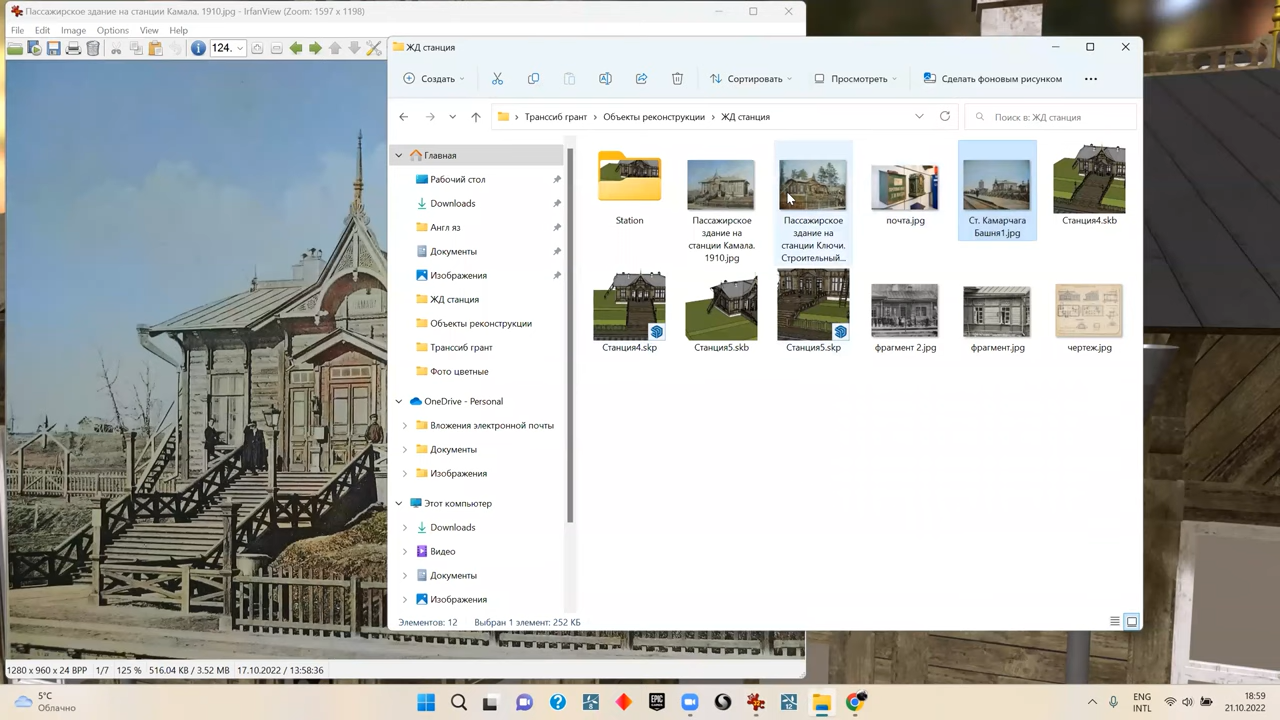 Пассажирское здание на станции Камала. 1910.jpg - IrfanView (Zoom: 1597 x 1198)
File Edit Image Options View Help
124.
ЖД станция
Создать
Сортировать
Просмотреть
Сделать фоновым рисунком
Транссиб грант › Объекты реконструкции › ЖД станция
Поиск в: ЖД станция
Главная
Рабочий стол
Downloads
Англ яз
Документы
Изображения
ЖД станция
Объекты реконструкции
Транссиб грант
Фото цветные
OneDrive - Personal
Вложения электронной почты
Документы
Изображения
Этот компьютер
Downloads
Видео
Документы
Изображения
Station
Пассажирское
здание на
станции Камала.
1910.jpg
Пассажирское
здание на
станции Ключи.
Строительный...
почта.jpg
Ст. Камарчага
Башня1.jpg
Станция4.skb
Станция4.skp
Станция5.skb
Станция5.skp
фрагмент 2.jpg
фрагмент.jpg
чертеж.jpg
Элементов: 12 Выбран 1 элемент: 252 КБ
1280 x 960 x 24 BPP 1/7 125 % 516.04 KB / 3.52 MB 17.10.2022 / 13:58:36
5°C
Облачно
EPIC
8
12
ENG
INTL
18:59
21.10.2022